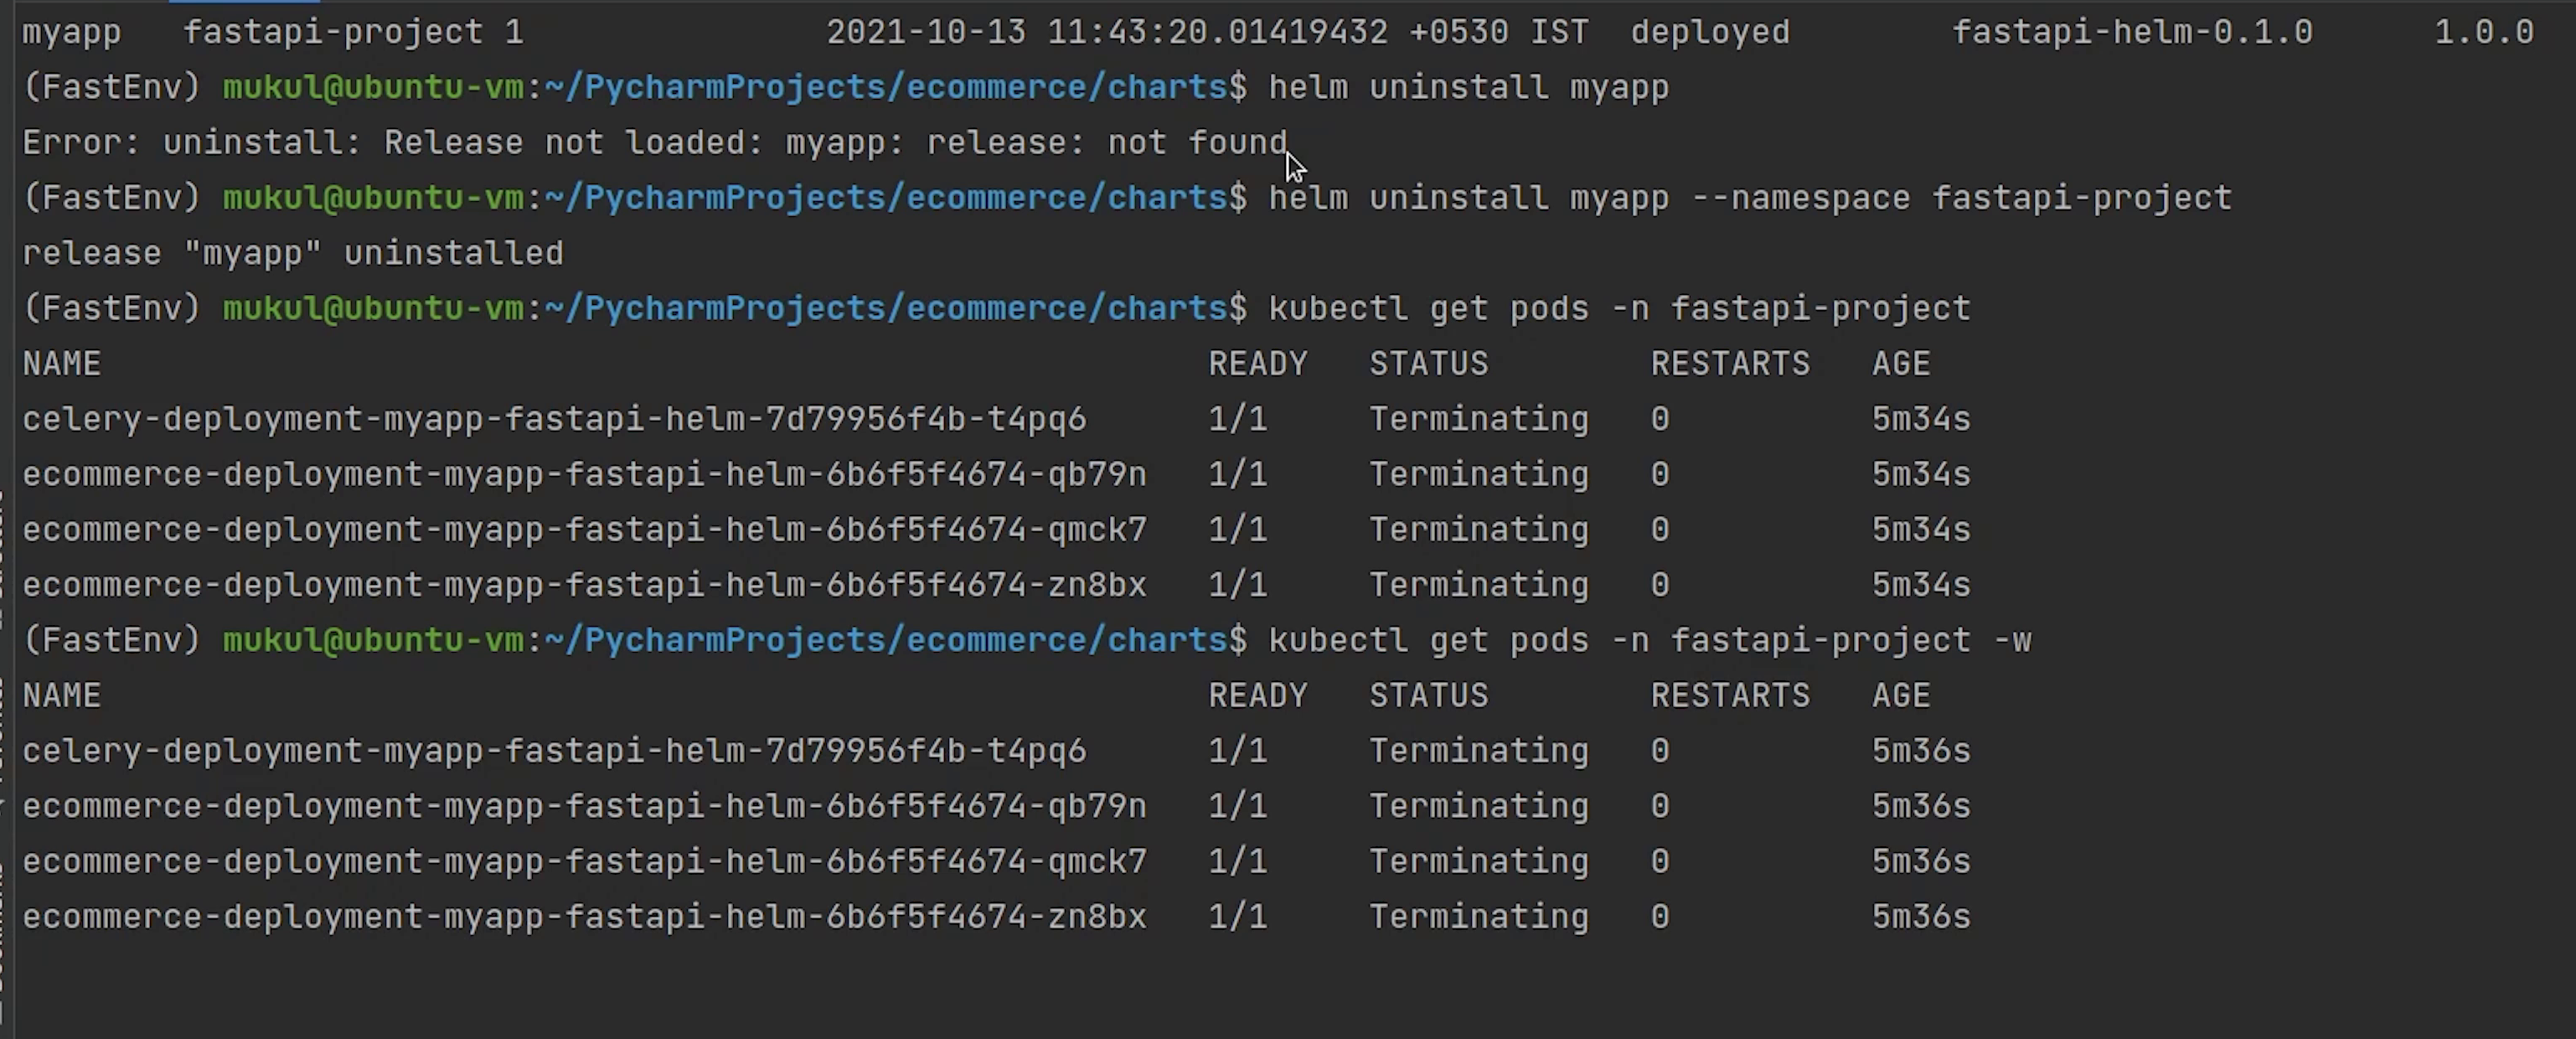 myapp fastapi-project 1 2021-10-13 11:43:20.01419432 +0530 IST deployed fastapi-helm-0.1.0 1.0.0
(FastEnv) mukul@ubuntu-vm:~/PycharmProjects/ecommerce/charts$ helm uninstall myapp
Error: uninstall: Release not loaded: myapp: release: not found
(FastEnv) mukul@ubuntu-vm:~/PycharmProjects/ecommerce/charts$ helm uninstall myapp --namespace fastapi-project
release "myapp" uninstalled
(FastEnv) mukul@ubuntu-vm:~/PycharmProjects/ecommerce/charts$ kubectl get pods -n fastapi-project
NAME READY STATUS RESTARTS AGE
celery-deployment-myapp-fastapi-helm-7d79956f4b-t4pq6 1/1 Terminating 0 5m34s
ecommerce-deployment-myapp-fastapi-helm-6b6f5f4674-qb79n 1/1 Terminating 0 5m34s
ecommerce-deployment-myapp-fastapi-helm-6b6f5f4674-qmck7 1/1 Terminating 0 5m34s
ecommerce-deployment-myapp-fastapi-helm-6b6f5f4674-zn8bx 1/1 Terminating 0 5m34s
(FastEnv) mukul@ubuntu-vm:~/PycharmProjects/ecommerce/charts$ kubectl get pods -n fastapi-project -w
NAME READY STATUS RESTARTS AGE
celery-deployment-myapp-fastapi-helm-7d79956f4b-t4pq6 1/1 Terminating 0 5m36s
ecommerce-deployment-myapp-fastapi-helm-6b6f5f4674-qb79n 1/1 Terminating 0 5m36s
ecommerce-deployment-myapp-fastapi-helm-6b6f5f4674-qmck7 1/1 Terminating 0 5m36s
ecommerce-deployment-myapp-fastapi-helm-6b6f5f4674-zn8bx 1/1 Terminating 0 5m36s